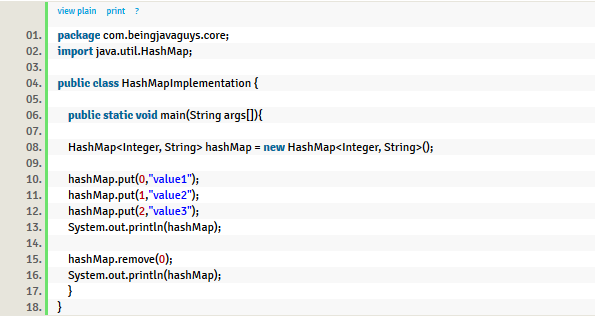 view plain print ?
01. package com.beingjavaguys.core;
02. import java.util.HashMap;
03.
04. public class HashMapImplementation {
05.
06. public static void main(String args[]){
07.
08. HashMap<Integer, String> hashMap = new HashMap<Integer, String>();
09.
10. hashMap.put(0,"value1");
11. hashMap.put(1,"value2");
12. hashMap.put(2,"value3");
13. System.out.println(hashMap);
14.
15. hashMap.remove(0);
16. System.out.println(hashMap);
17. }
18. }